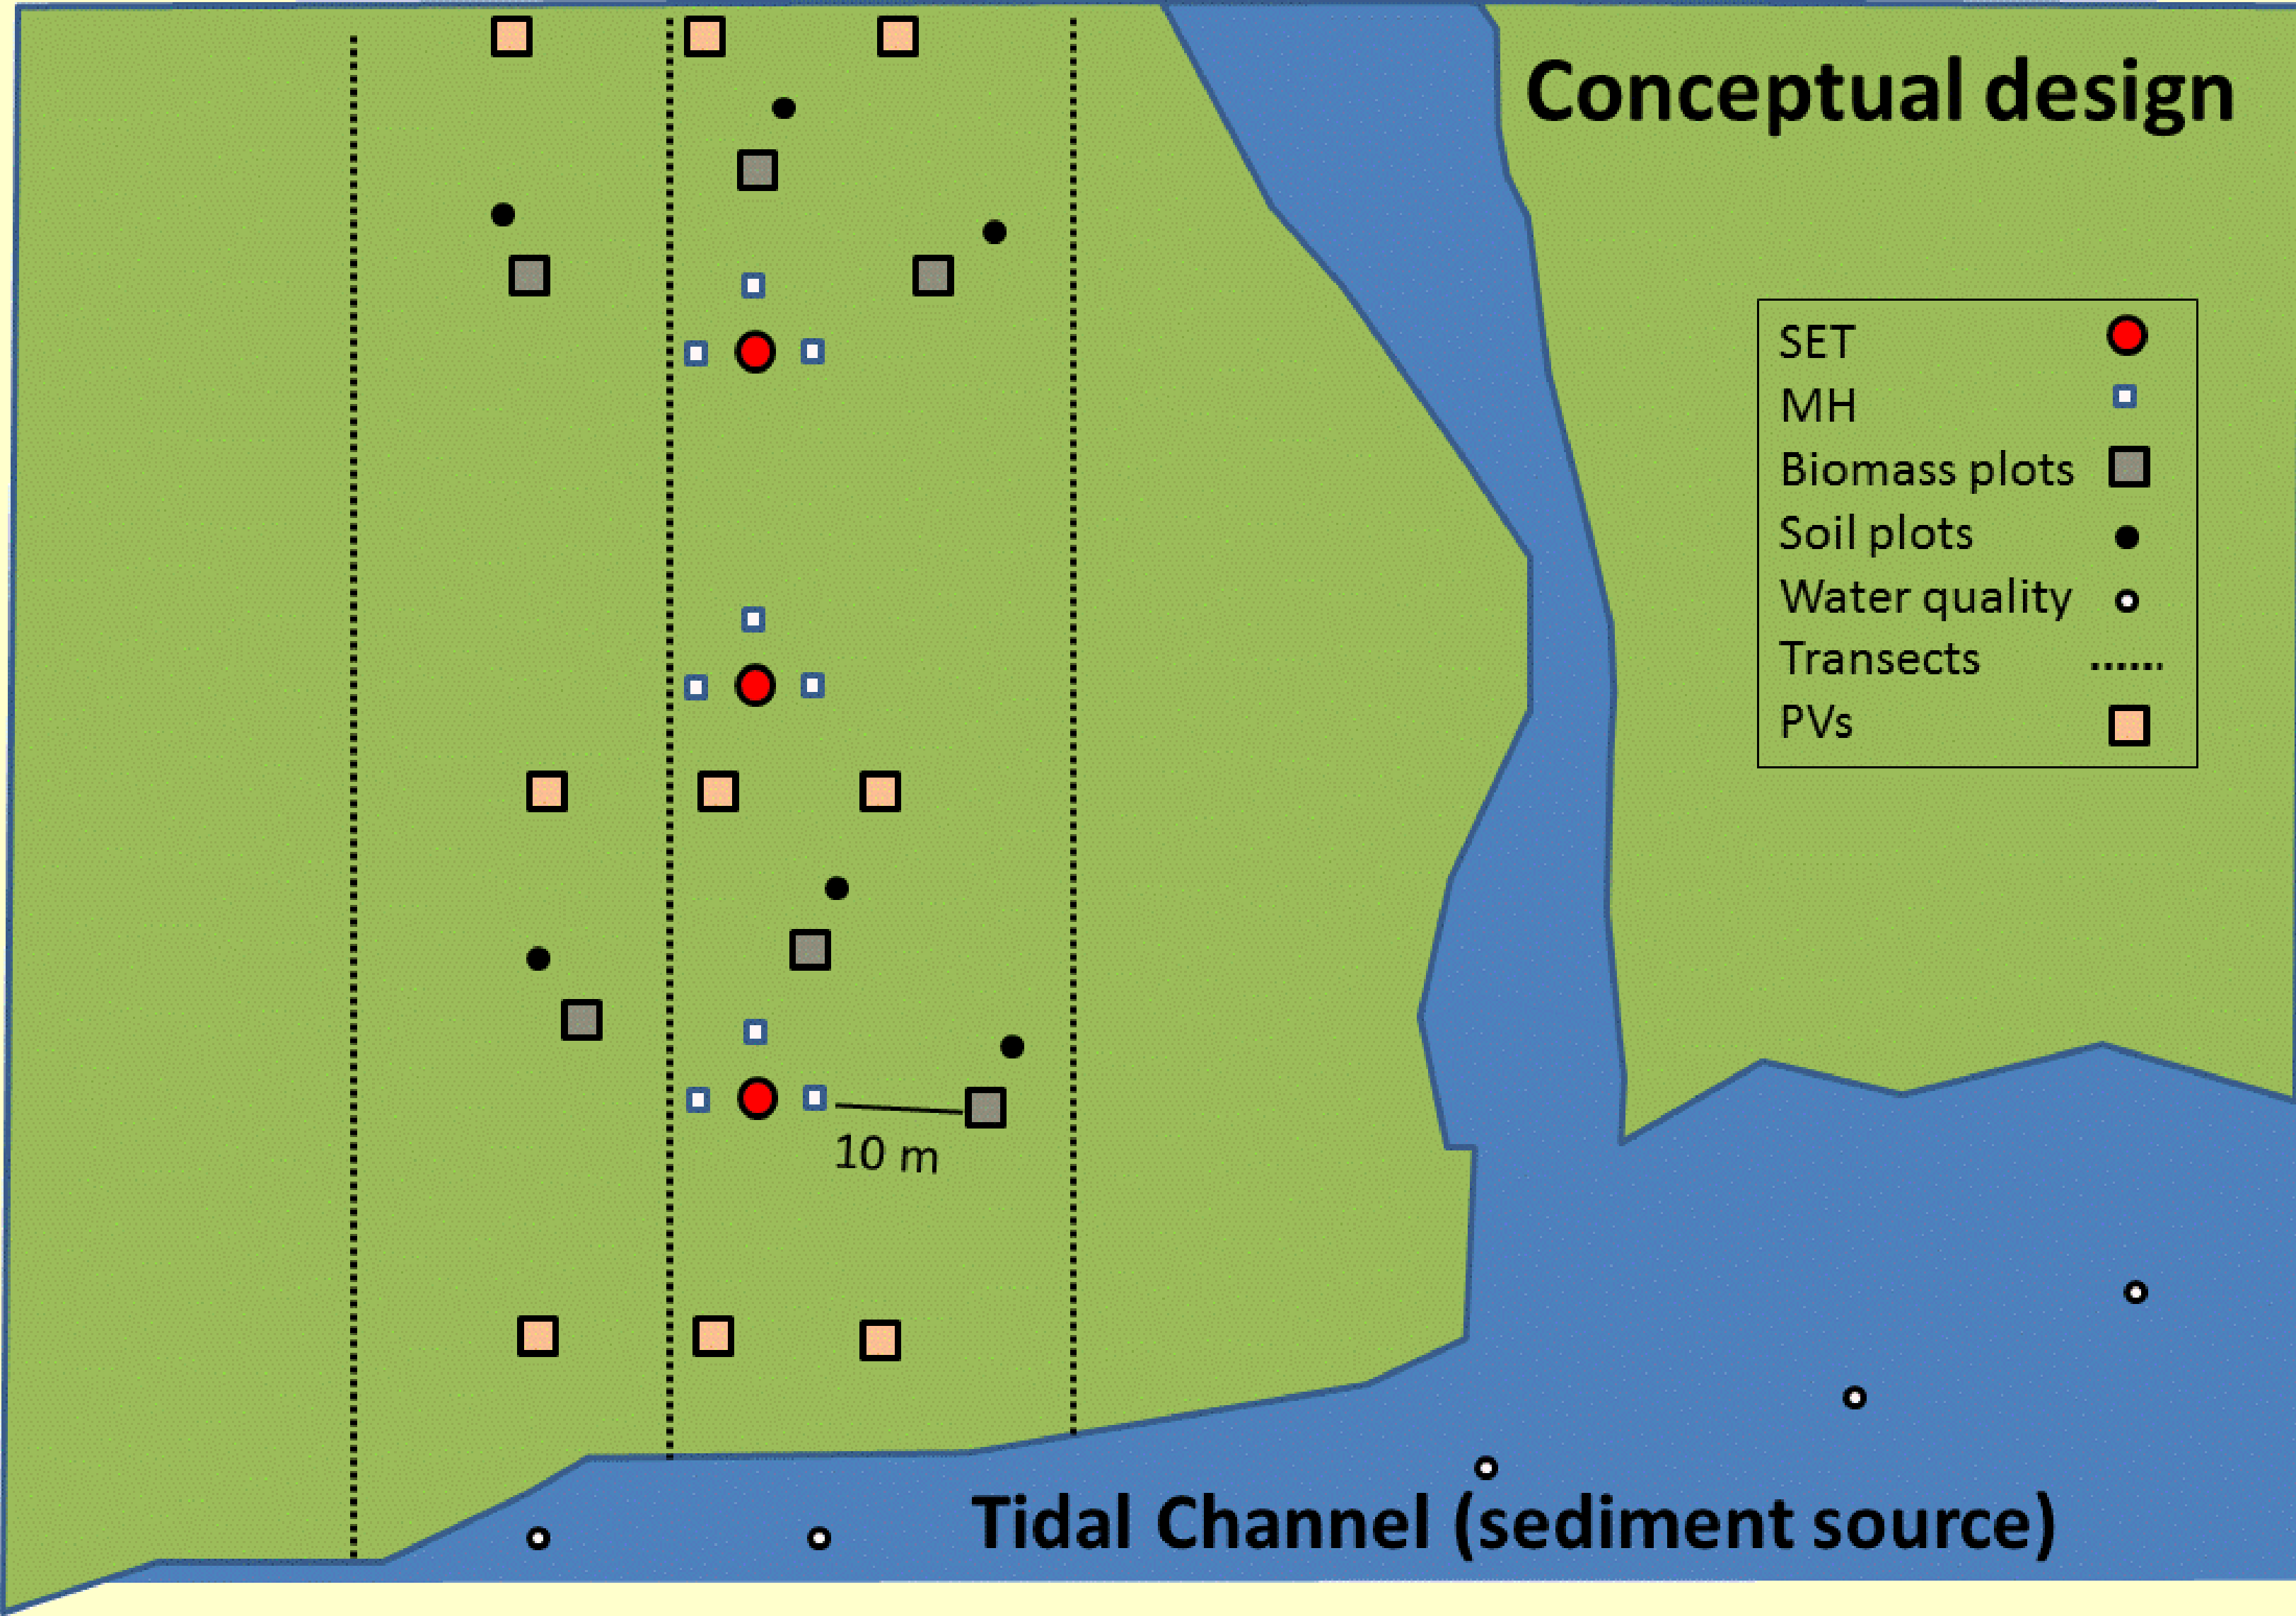 Conceptual design
SET
MH
Biomass plots
Soil plots
Water quality
Transects
PVs
10 m
Tidal Channel (sediment source)